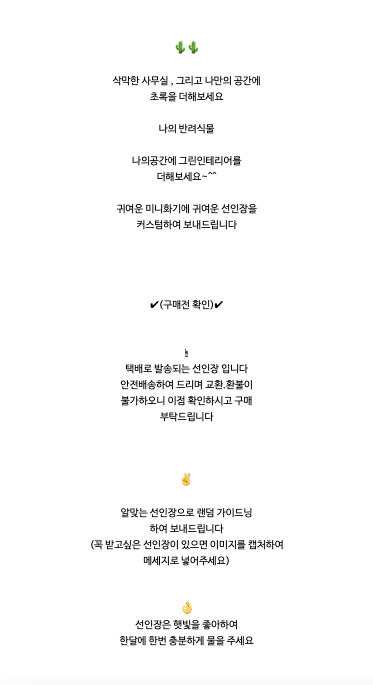 🌵🌵
삭막한 사무실 , 그리고 나만의 공간에
초록을 더해보세요
나의 반려식물
나의공간에 그린인테리어를
더해보세요~^^
귀여운 미니화기에 귀여운 선인장을
커스텀하여 보내드립니다
✔(구매전 확인)✔
☝
택배로 발송되는 선인장 입니다
안전배송하여 드리며 교환.환불이
불가하오니 이점 확인하시고 구매
부탁드립니다
✌
알맞는 선인장으로 랜덤 가이드닝
하여 보내드립니다
(꼭 받고싶은 선인장이 있으면 이미지를 캡처하여
메세지로 넣어주세요)
👌
선인장은 햇빛을 좋아하여
한달에 한번 충분하게 물을 주세요